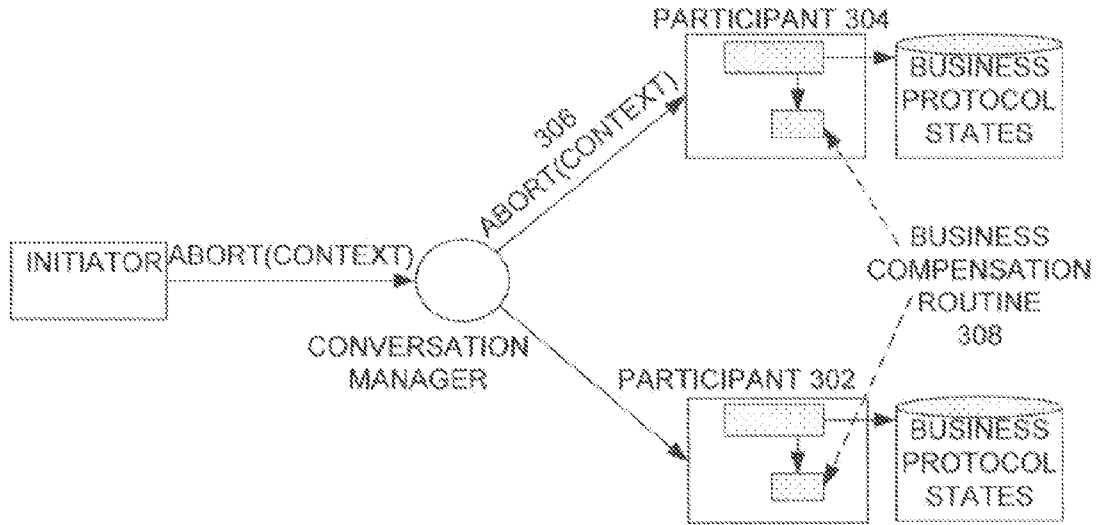 PARTICIPANT 304
BUSINESS
PROTOCOL
STATES
306
ABORT(CONTEXT)
INITIATOR
ABORT(CONTEXT)
CONVERSATION
MANAGER
BUSINESS
COMPENSATION
ROUTINE
308
PARTICIPANT 302
BUSINESS
PROTOCOL
STATES